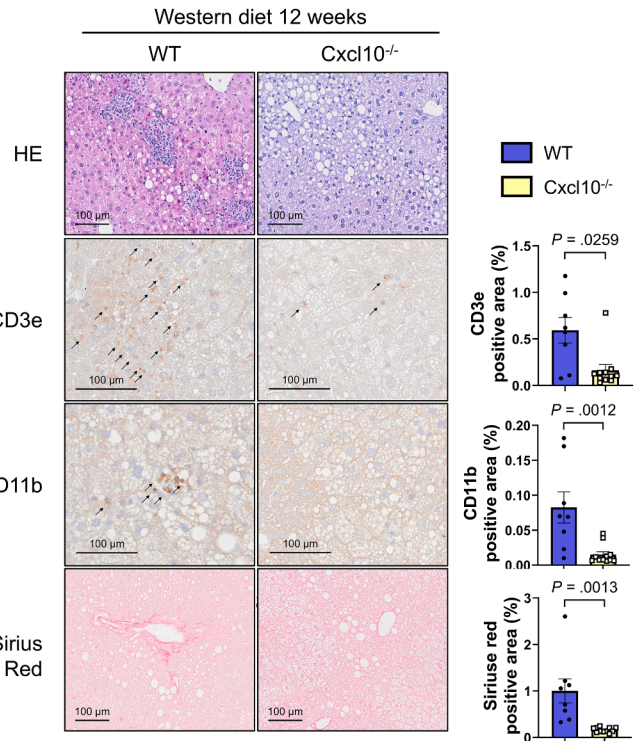 Western diet 12 weeks
WT
Cxcl10-/-
HE
100 µm
100 µm
WT
Cxcl10-/-
CD3e
100 µm
100 µm
P = .0259
CD3e
positive area (%)
1.5
1.0
0.5
0.0
D11b
100 µm
100 µm
P = .0012
CD11b
positive area (%)
0.20
0.15
0.10
0.05
0.00
Sirius
Red
100 µm
100 µm
P = .0013
Siriuse red
positive area (%)
3
2
1
0